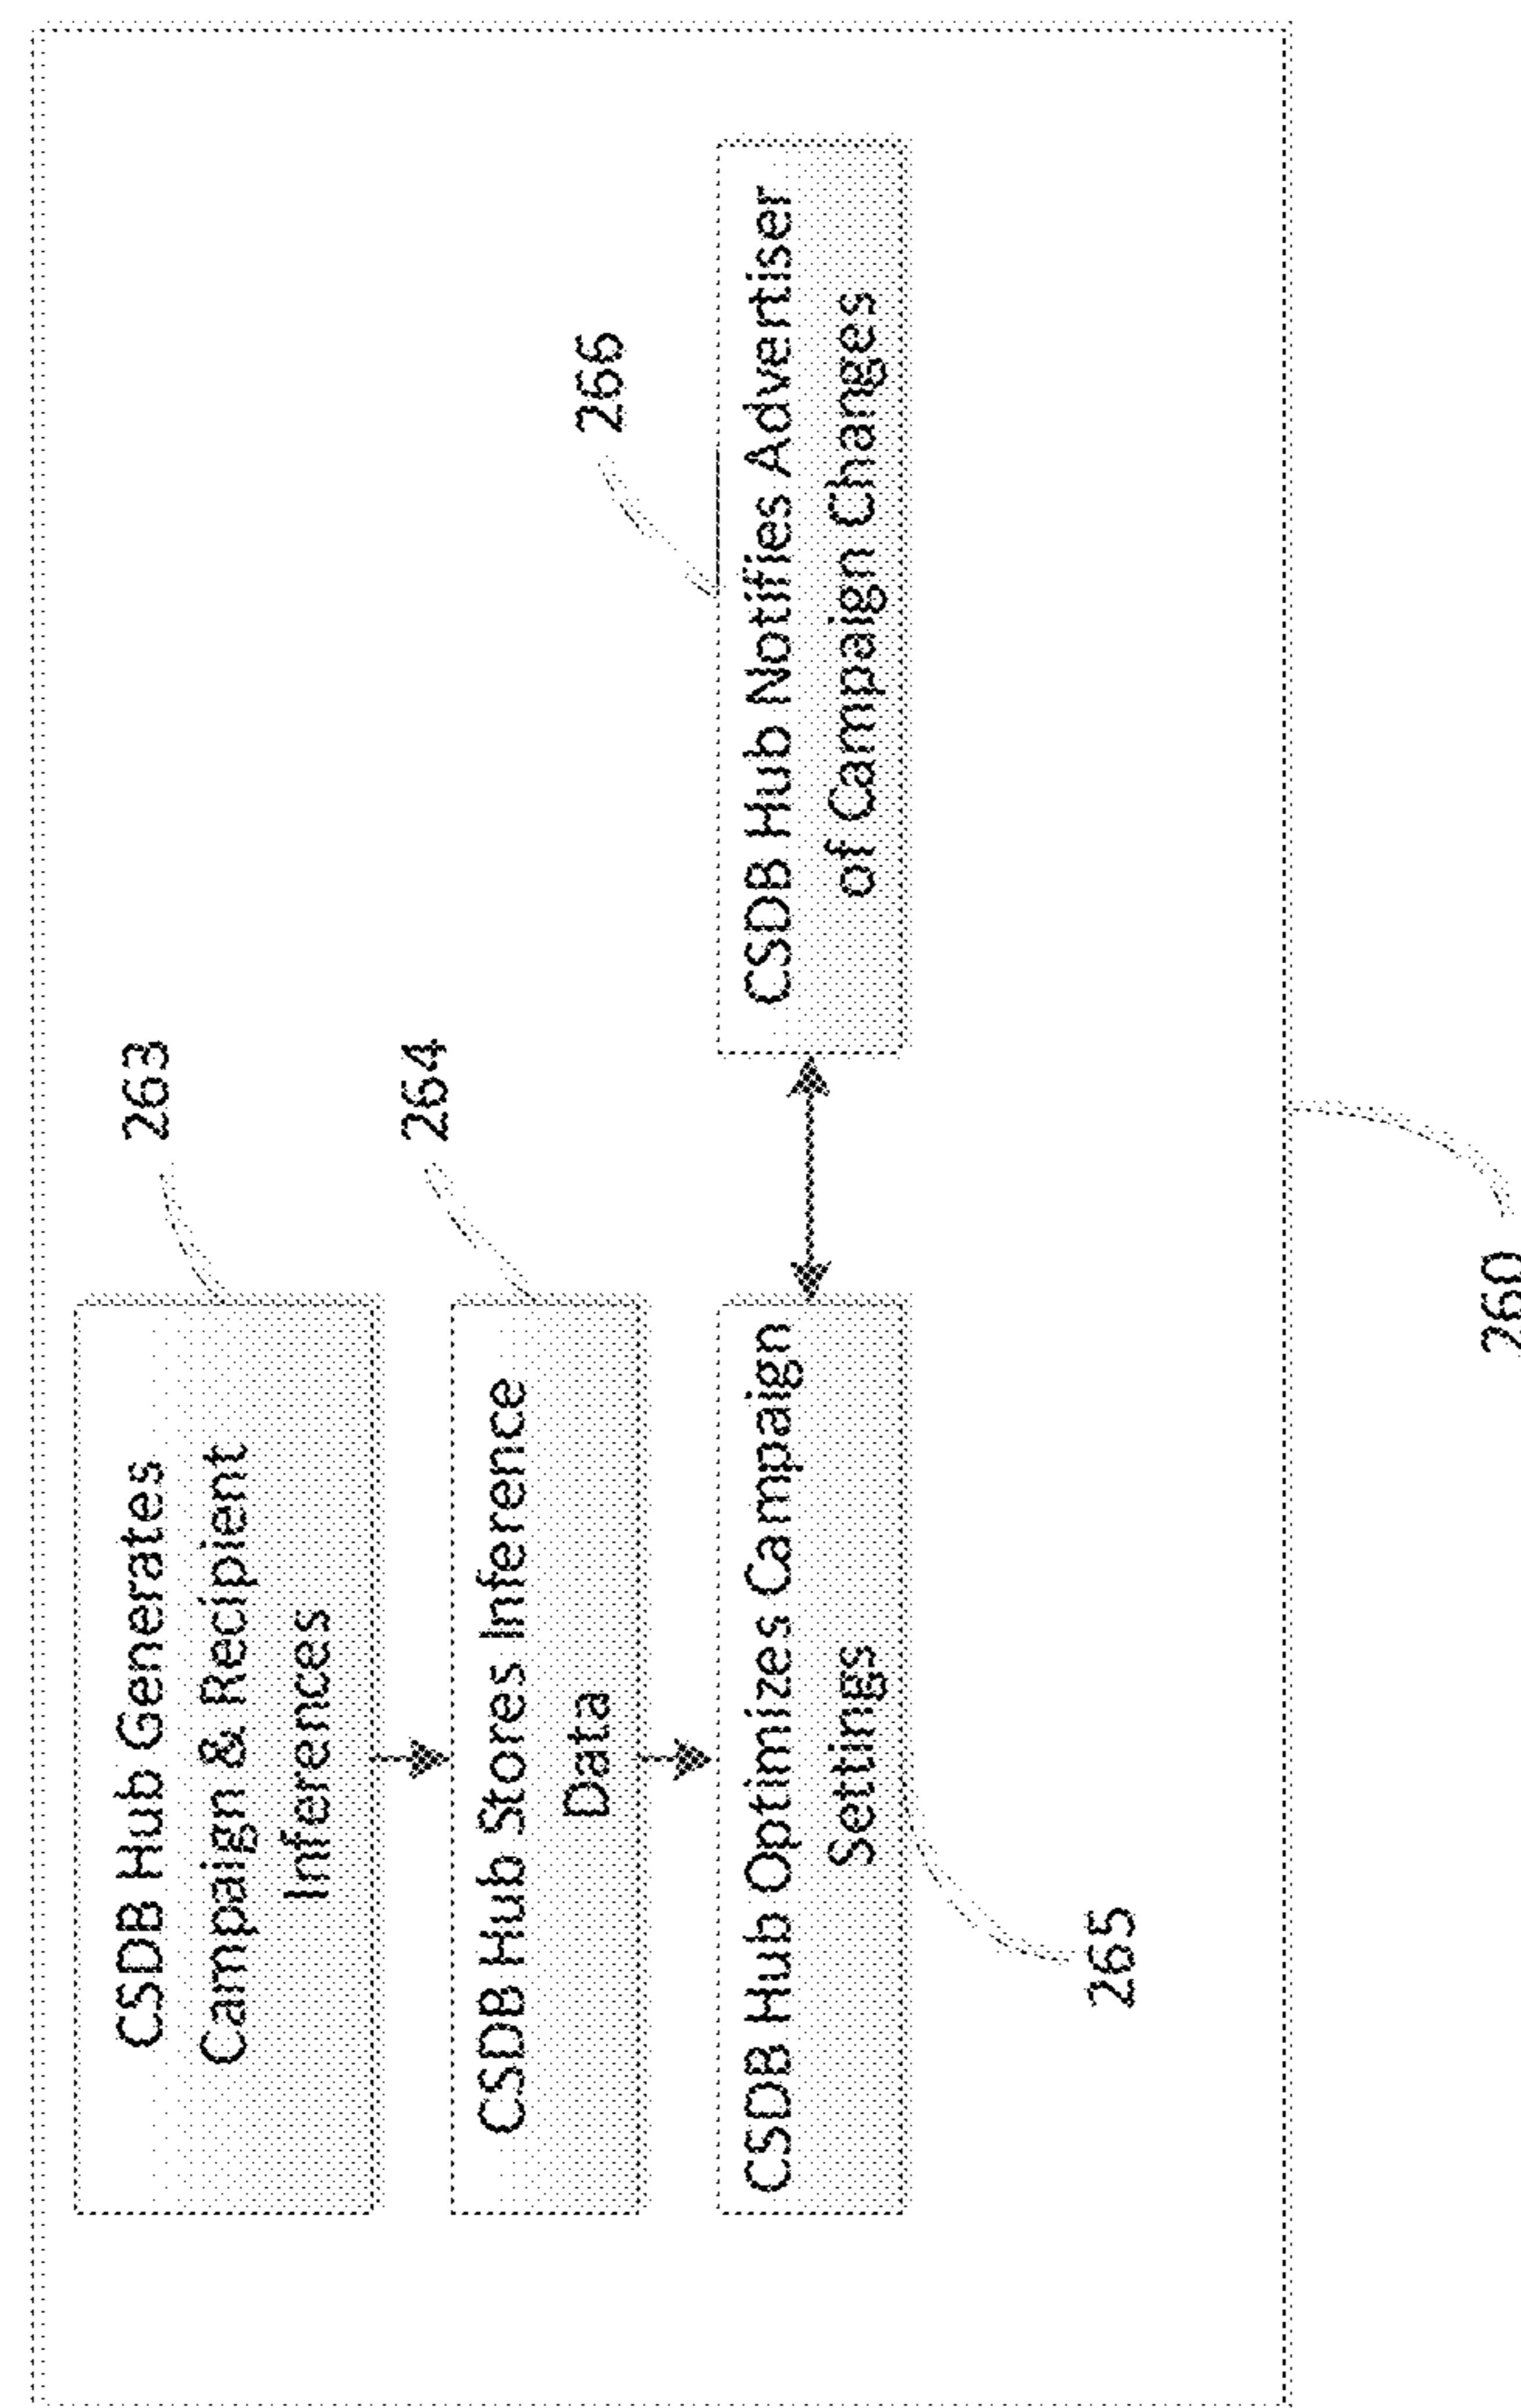 CSDB Hub Generates
Campaign & Recipient
Inferences
263
CSDB Hub Stores Inference
Data
264
CSDB Hub Optimizes Campaign
Settings
265
CSDB Hub Notifies Advertiser
of Campaign Changes
266
260